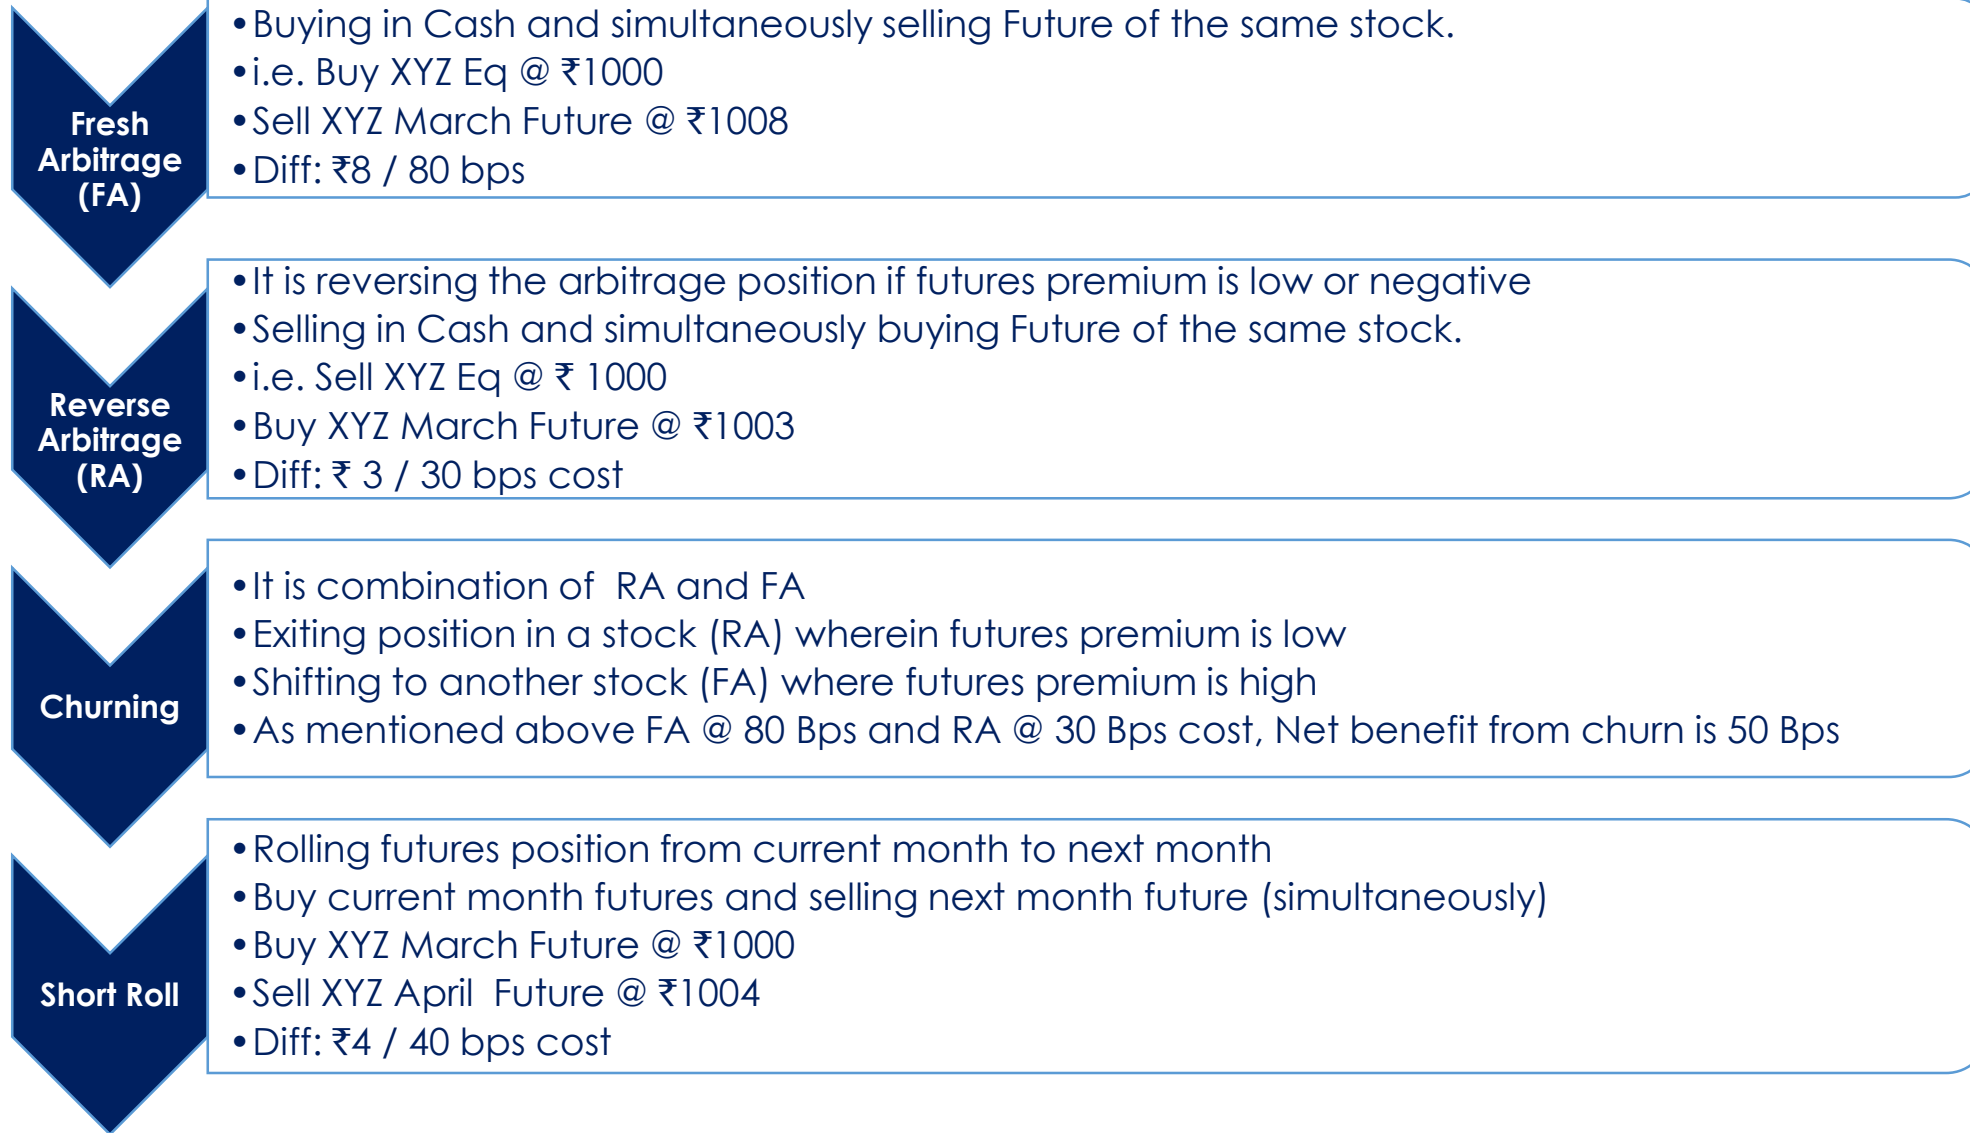 Fresh
Arbitrage
(FA)
•Buying in Cash and simultaneously selling Future of the same stock.
•i.e. Buy XYZ Eq @ ₹1000
•Sell XYZ March Future @ ₹1008
•Diff: ₹8 / 80 bps
Reverse
Arbitrage
(RA)
•It is reversing the arbitrage position if futures premium is low or negative
•Selling in Cash and simultaneously buying Future of the same stock.
•i.e. Sell XYZ Eq @ ₹ 1000
•Buy XYZ March Future @ ₹1003
•Diff: ₹ 3 / 30 bps cost
Churning
•It is combination of  RA and FA
•Exiting position in a stock (RA) wherein futures premium is low
•Shifting to another stock (FA) where futures premium is high
•As mentioned above FA @ 80 Bps and RA @ 30 Bps cost, Net benefit from churn is 50 Bps
Short Roll
•Rolling futures position from current month to next month
•Buy current month futures and selling next month future (simultaneously)
•Buy XYZ March Future @ ₹1000
•Sell XYZ April  Future @ ₹1004
•Diff: ₹4 / 40 bps cost